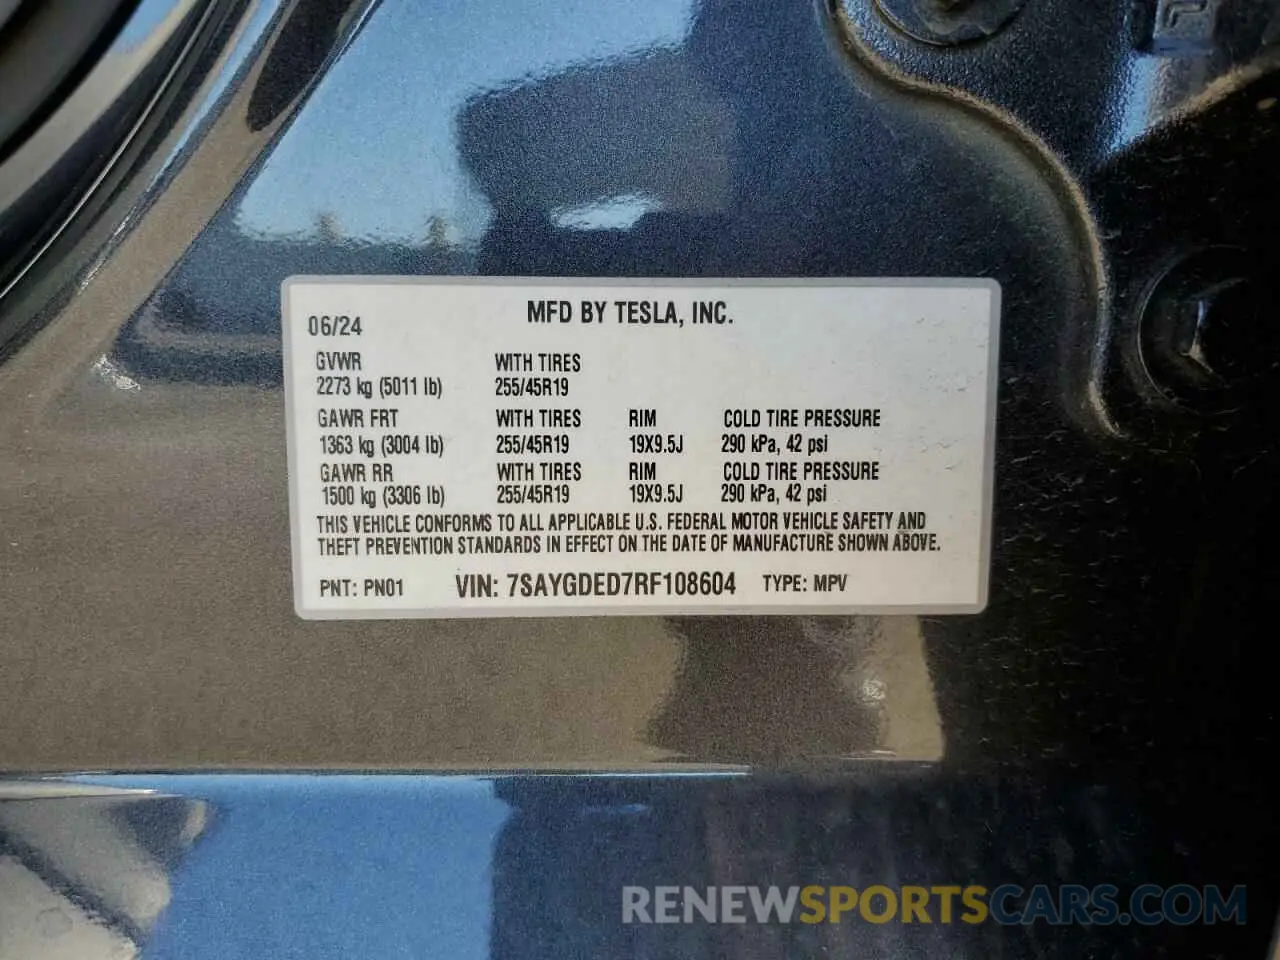 MFD BY TESLA, INC.
06/24
GVWR WITH TIRES
2273 kg (5011 lb) 255/45R19
GAWR FRT WITH TIRES RIM COLD TIRE PRESSURE
1363 kg (3004 lb) 255/45R19 19X9.5J 290 kPa, 42 psi
GAWR RR WITH TIRES RIM COLD TIRE PRESSURE
1500 kg (3306 lb) 255/45R19 19X9.5J 290 kPa, 42 psi
THIS VEHICLE CONFORMS TO ALL APPLICABLE U.S. FEDERAL MOTOR VEHICLE SAFETY AND
THEFT PREVENTION STANDARDS IN EFFECT ON THE DATE OF MANUFACTURE SHOWN ABOVE.
PNT: PN01 VIN: 7SAYGDED7RF108604 TYPE: MPV
RENEWSPORTSCARS.COM